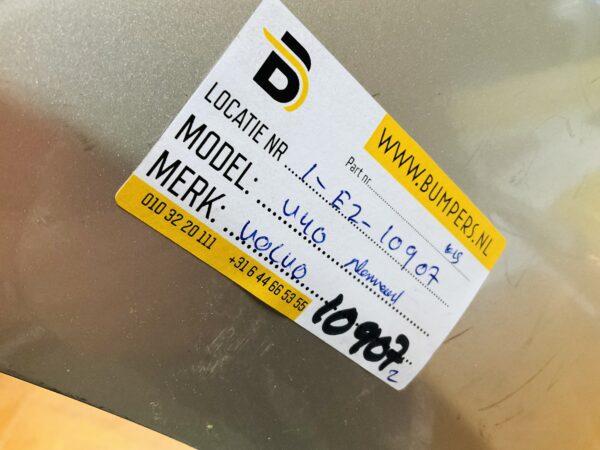 WWW.BUMPERS.NL
Part nr.
LOCATIE NR 1-E2-10907
MODEL: V40
MERK: VOLVO
010 32 20 111 +31 6 44 66 53 55
10907
2